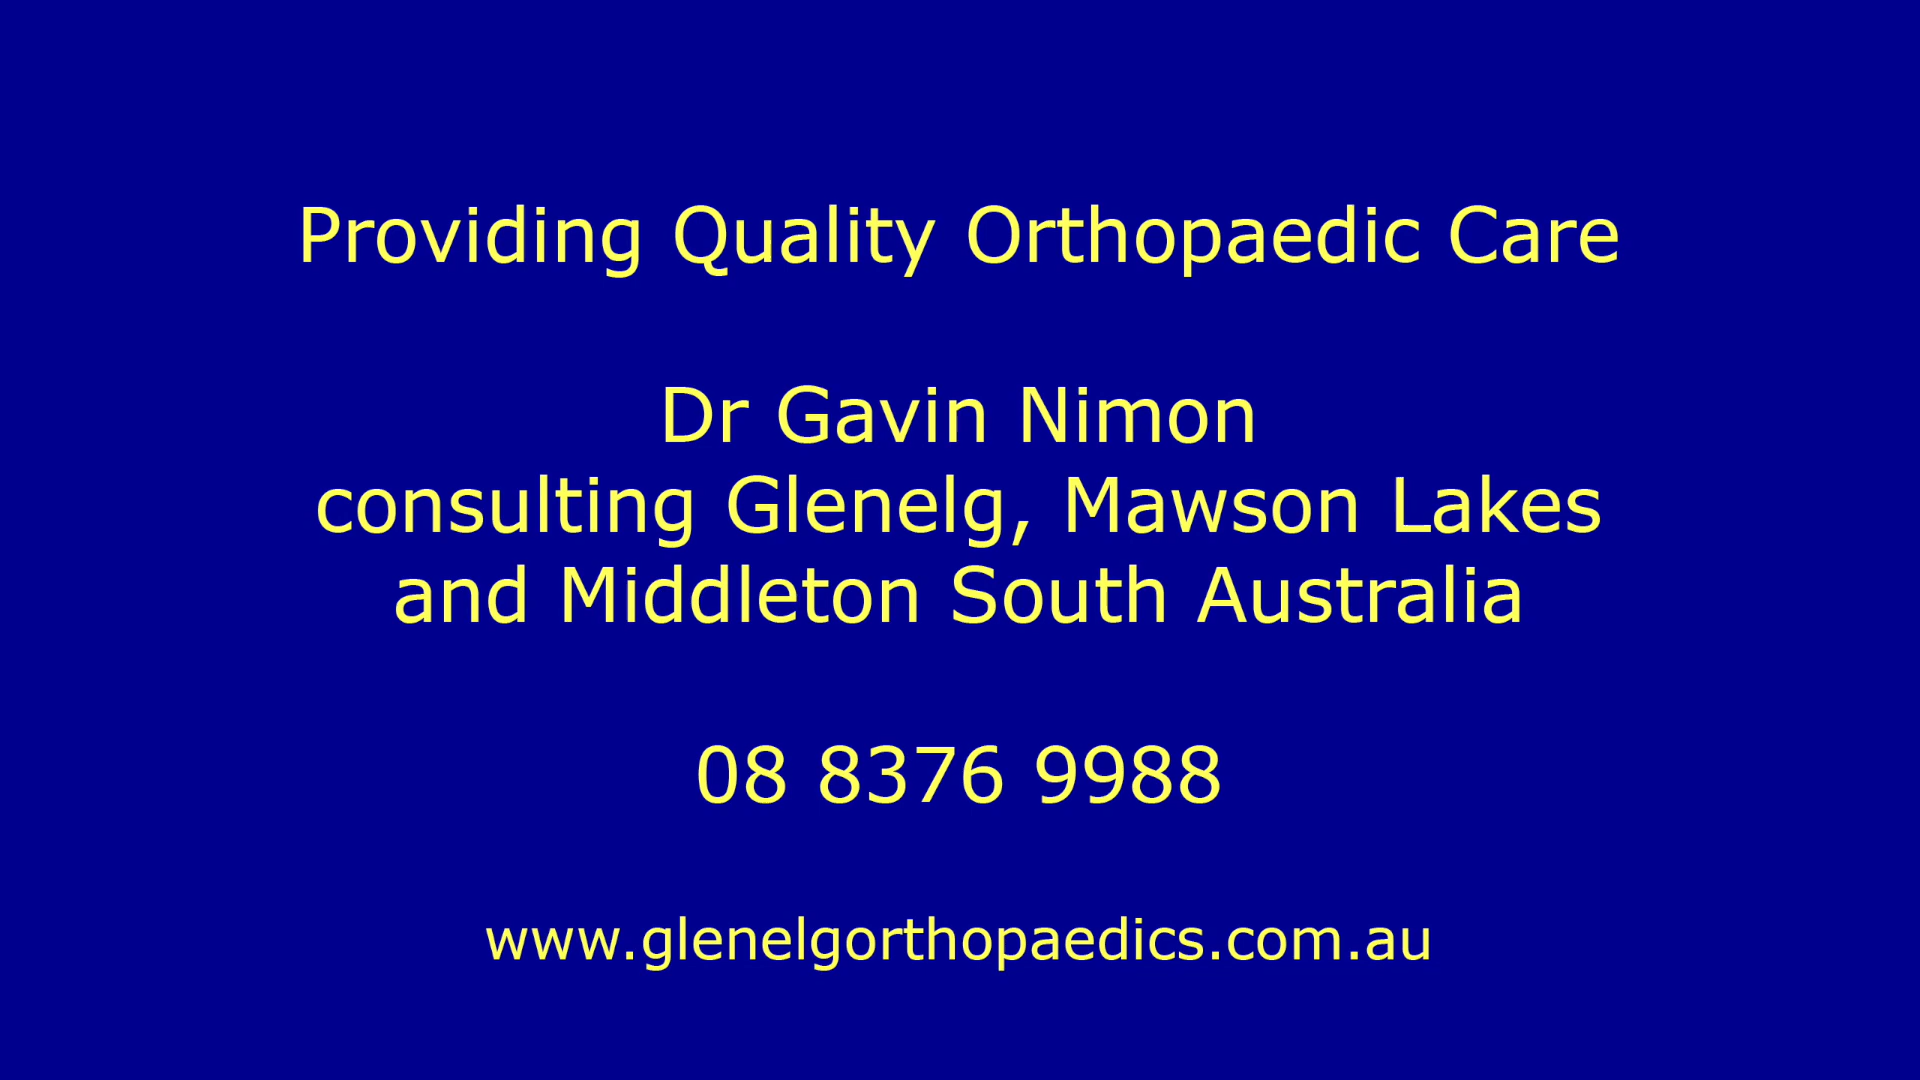 Providing Quality Orthopaedic Care
Dr Gavin Nimon
consulting Glenelg, Mawson Lakes
and Middleton South Australia
08 8376 9988
www.glenelgorthopaedics.com.au